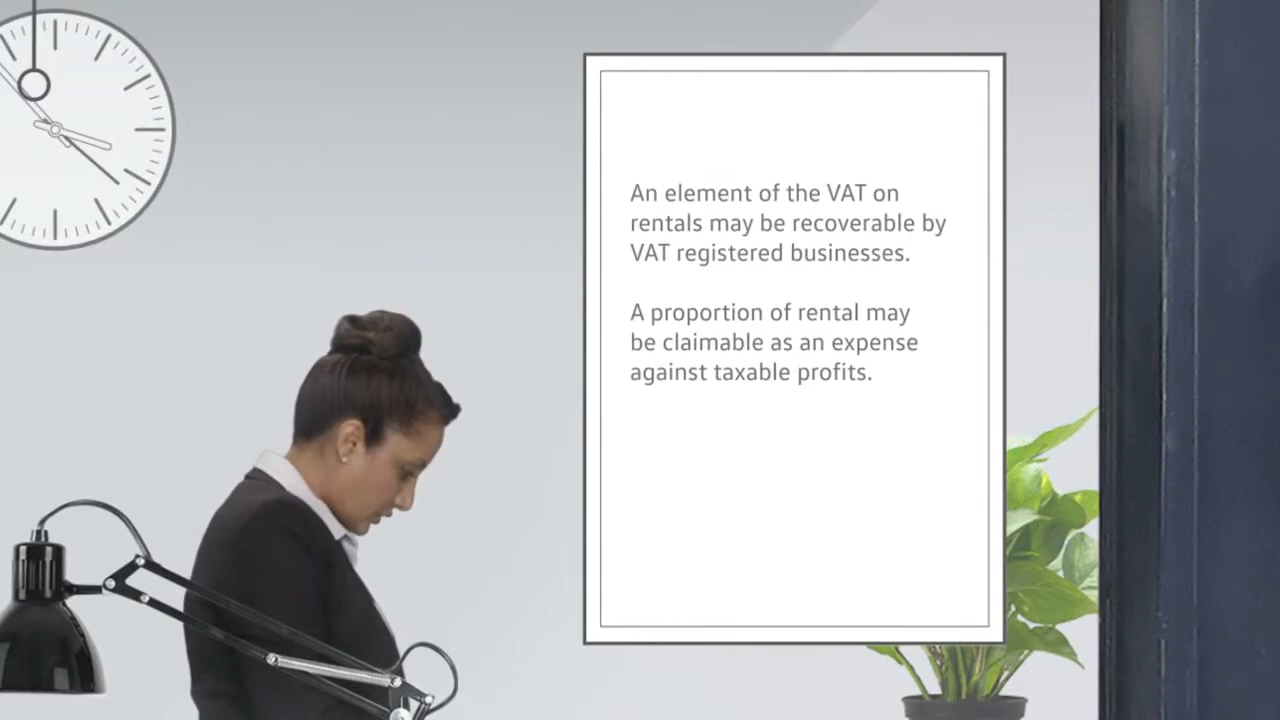 An element of the VAT on
rentals may be recoverable by
VAT registered businesses.
A proportion of rental may
be claimable as an expense
against taxable profits.